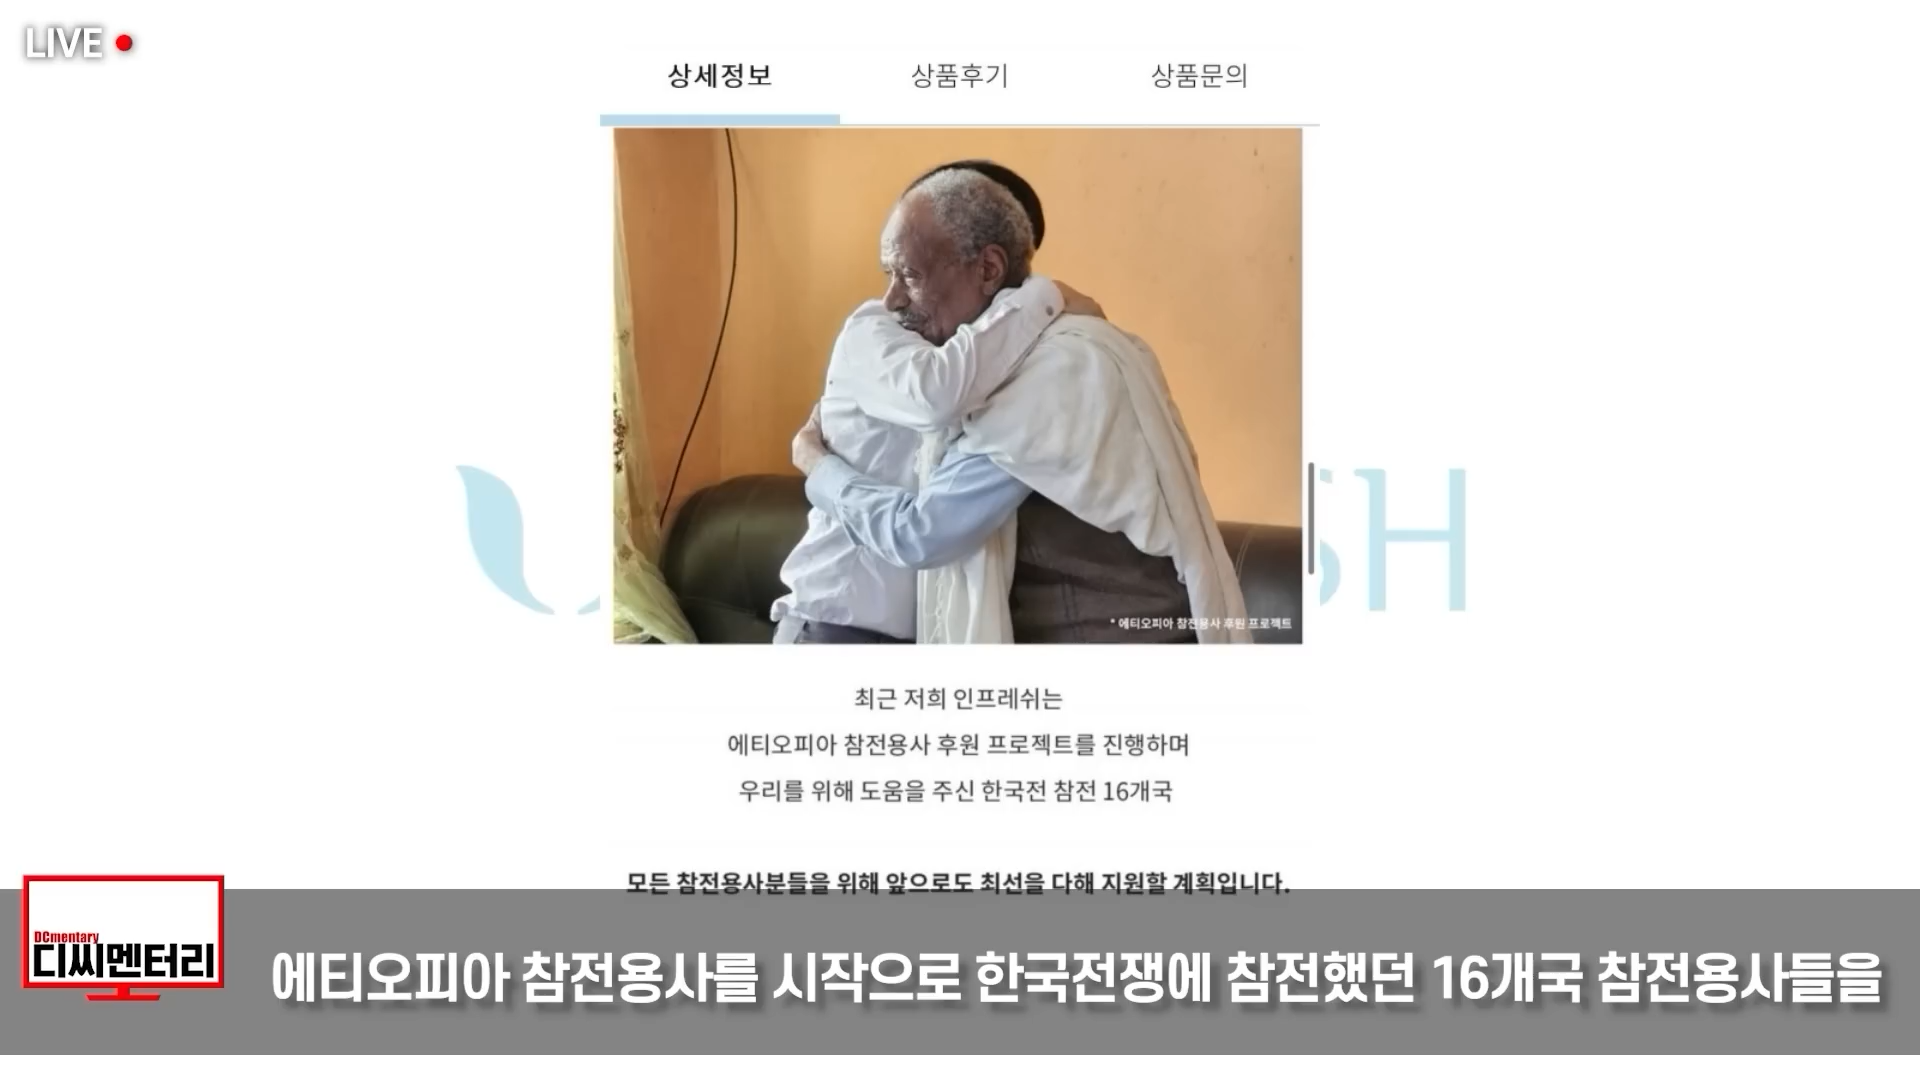 LIVE
상세정보 상품후기 상품문의
SH
* 에티오피아 참전용사 후원 프로젝트
최근 저희 인프레쉬는
에티오피아 참전용사 후원 프로젝트를 진행하며
우리를 위해 도움을 주신 한국전 참전 16개국
모든 참전용사분들을 위해 앞으로도 최선을 다해 지원할 계획입니다.
DCmentary
디씨멘터리
에티오피아 참전용사를 시작으로 한국전쟁에 참전했던 16개국 참전용사들을